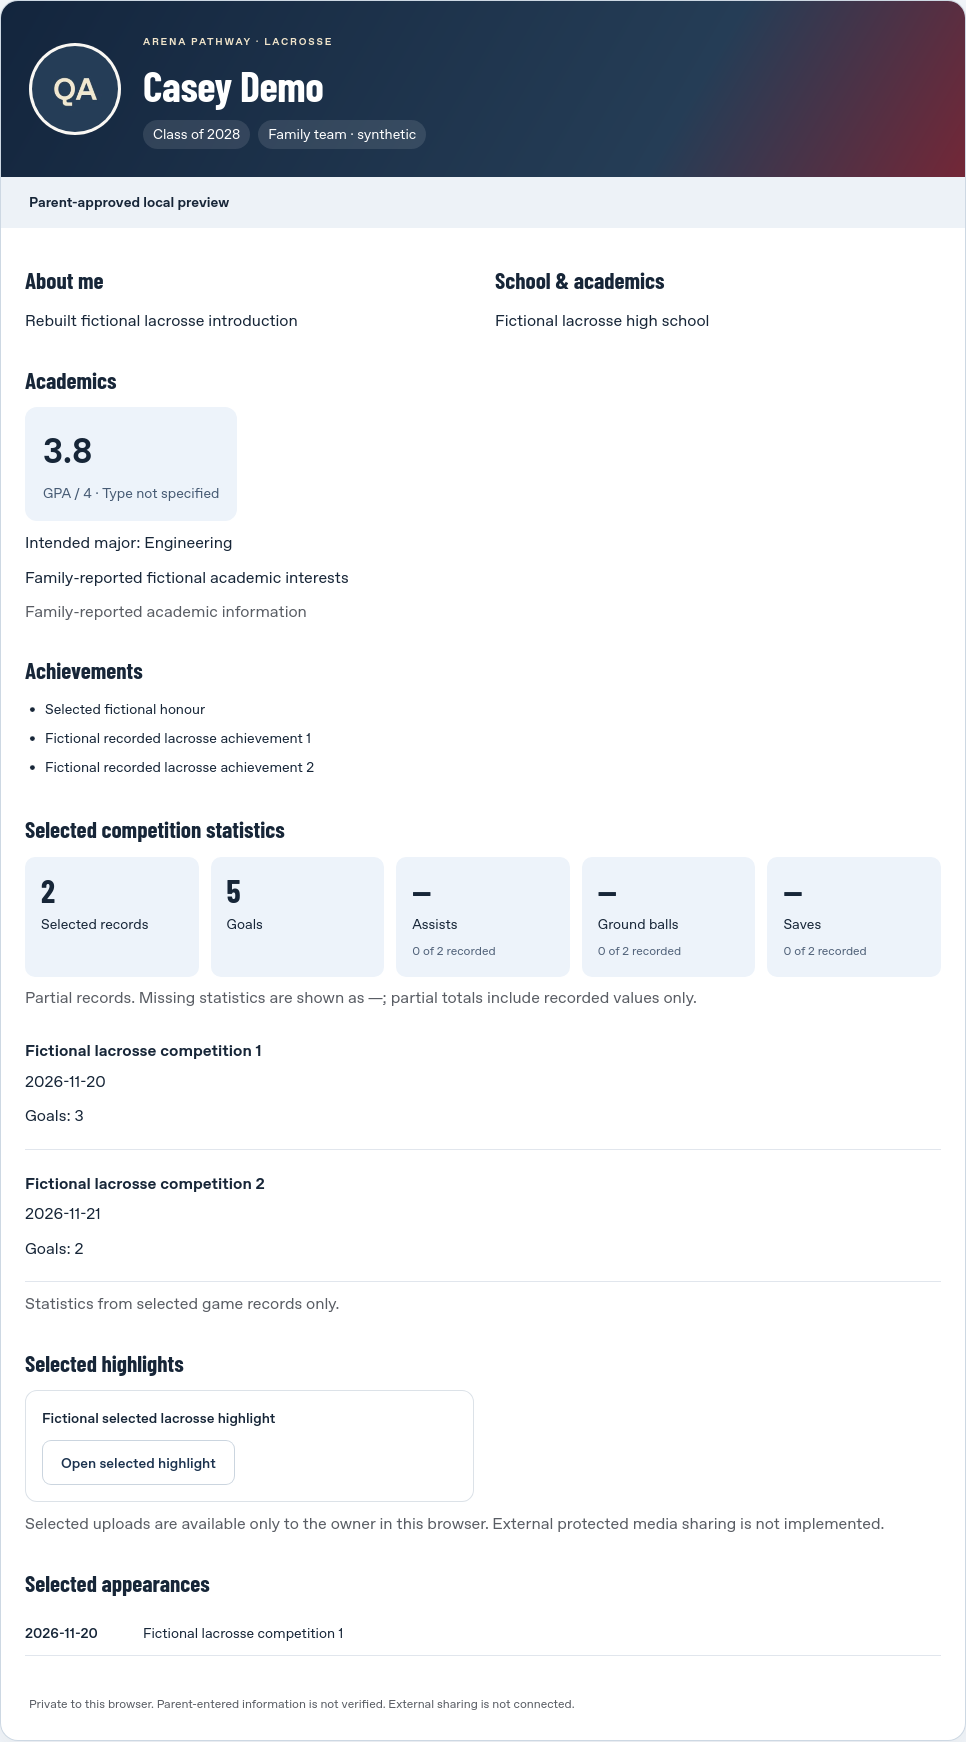 ARENA PATHWAY · LACROSSE
QA
Casey Demo
Class of 2028
Family team · synthetic
Parent-approved local preview
About me
Rebuilt fictional lacrosse introduction
School & academics
Fictional lacrosse high school
Academics
3.8
GPA / 4 · Type not specified
Intended major: Engineering
Family-reported fictional academic interests
Family-reported academic information
Achievements
• Selected fictional honour
• Fictional recorded lacrosse achievement 1
• Fictional recorded lacrosse achievement 2
Selected competition statistics
2
Selected records
5
Goals
—
Assists
0 of 2 recorded
—
Ground balls
0 of 2 recorded
—
Saves
0 of 2 recorded
Partial records. Missing statistics are shown as —; partial totals include recorded values only.
Fictional lacrosse competition 1
2026-11-20
Goals: 3
Fictional lacrosse competition 2
2026-11-21
Goals: 2
Statistics from selected game records only.
Selected highlights
Fictional selected lacrosse highlight
Open selected highlight
Selected uploads are available only to the owner in this browser. External protected media sharing is not implemented.
Selected appearances
2026-11-20 Fictional lacrosse competition 1
Private to this browser. Parent-entered information is not verified. External sharing is not connected.